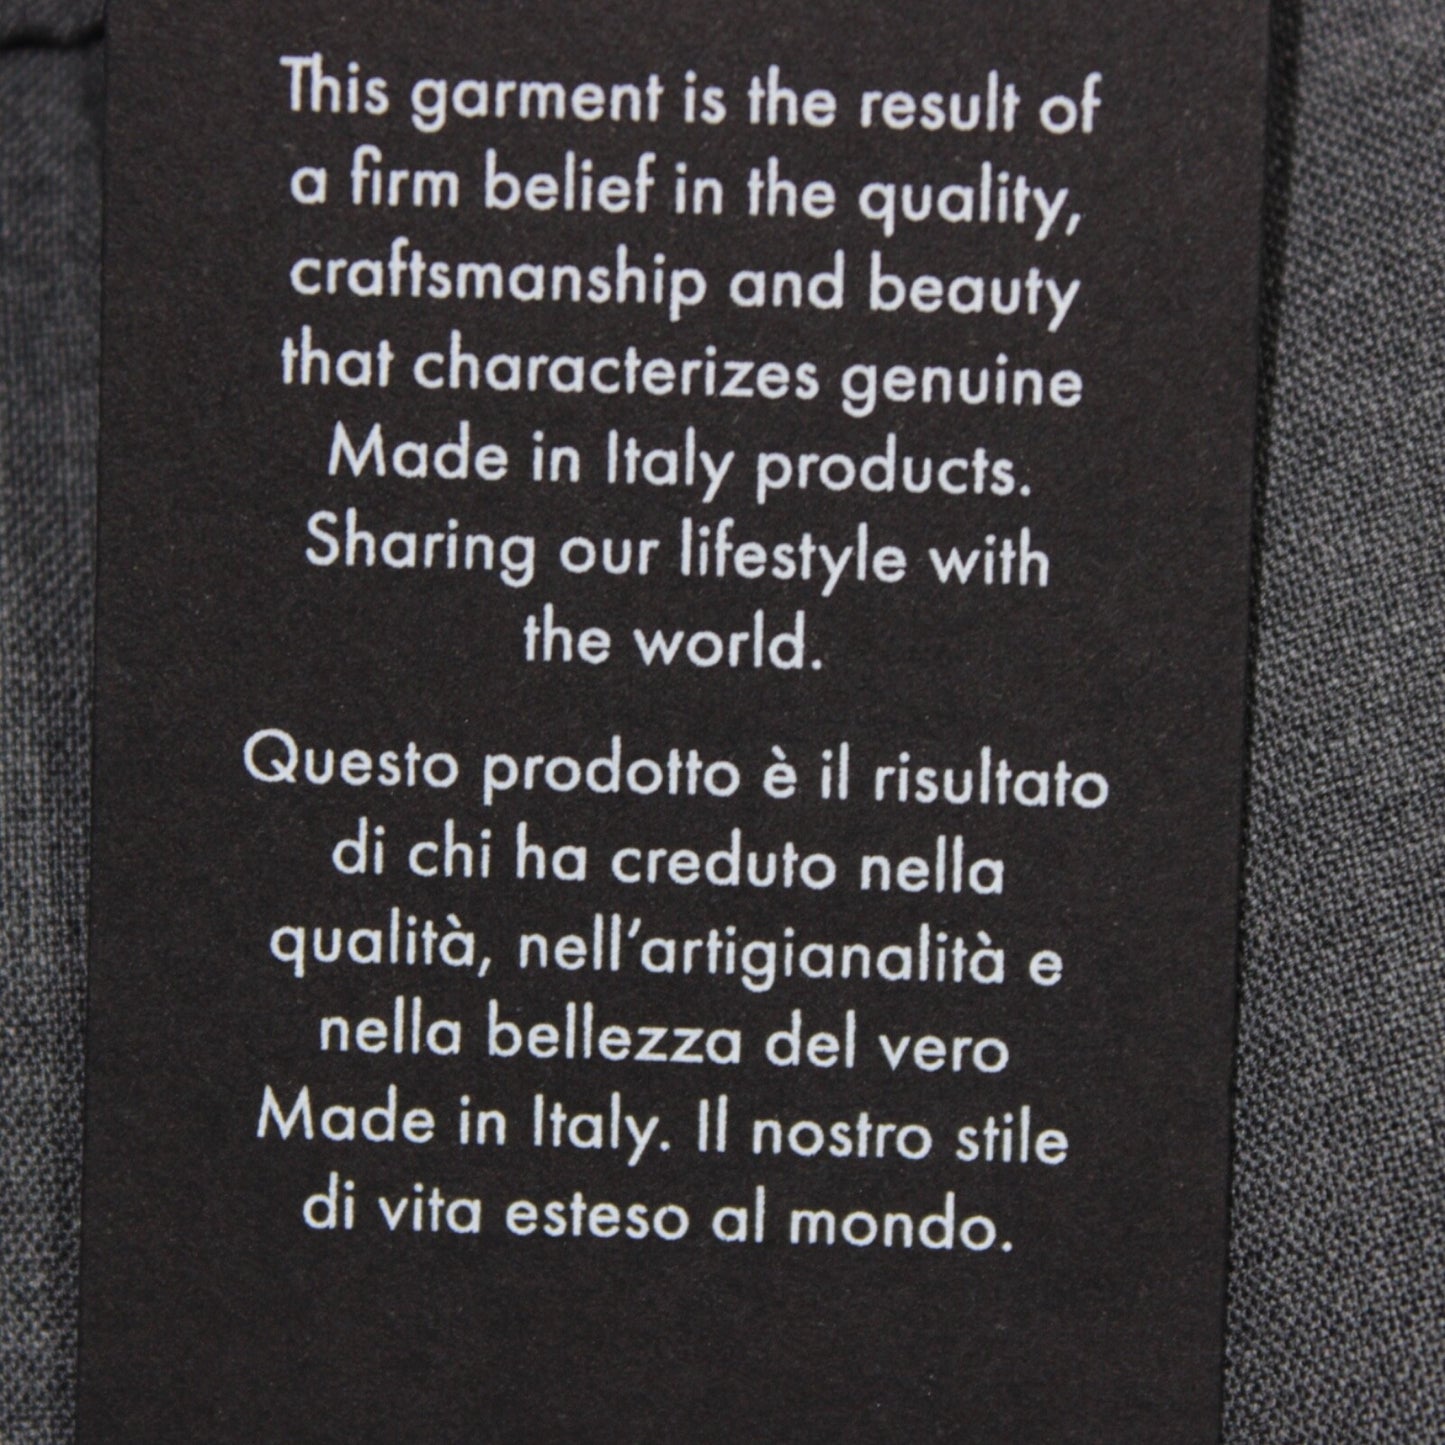 This garment is the result of
a firm belief in the quality,
craftsmanship and beauty
that characterizes genuine
Made in Italy products.
Sharing our lifestyle with
the world.
Questo prodotto è il risultato
di chi ha creduto nella
qualità, nell'artigianalità e
nella bellezza del vero
Made in Italy. Il nostro stile
di vita esteso al mondo.